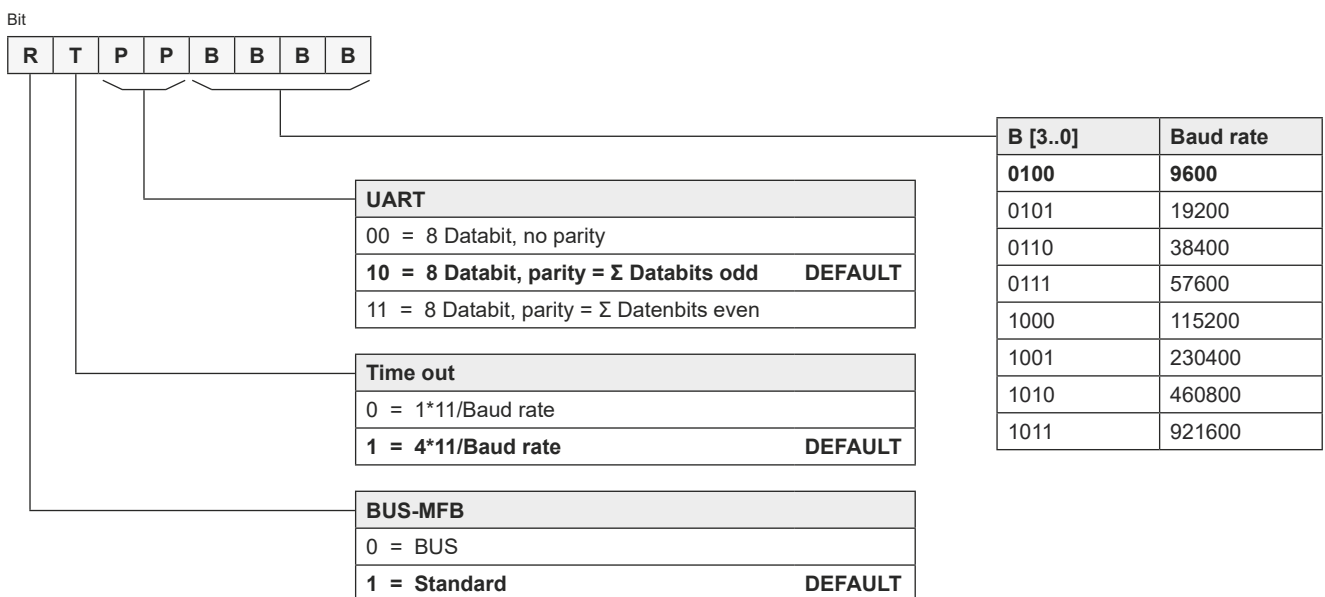 Bit
R T P P B B B B
B [3..0] Baud rate
0100 9600
0101 19200
0110 38400
0111 57600
1000 115200
1001 230400
1010 460800
1011 921600
UART
00 = 8 Databit, no parity
10 = 8 Databit, parity = Σ Databits odd DEFAULT
11 = 8 Databit, parity = Σ Datenbits even
Time out
0 = 1*11/Baud rate
1 = 4*11/Baud rate DEFAULT
BUS-MFB
0 = BUS
1 = Standard DEFAULT